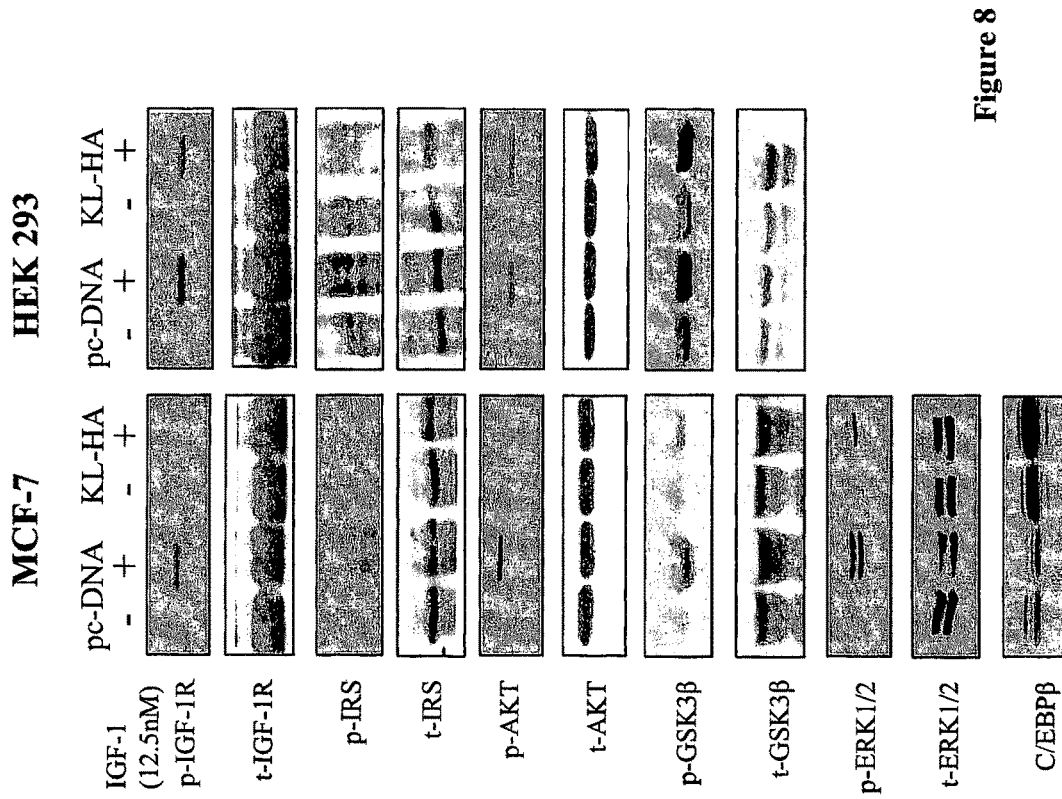 MCF-7 HEK 293
pc-DNA KL-HA pc-DNA KL-HA
IGF-1 - + - + - + - +
(12.5nM)
p-IGF-1R
t-IGF-1R
p-IRS
t-IRS
p-AKT
t-AKT
p-GSK3β
t-GSK3β
p-ERK1/2
t-ERK1/2
C/EBPβ
Figure 8